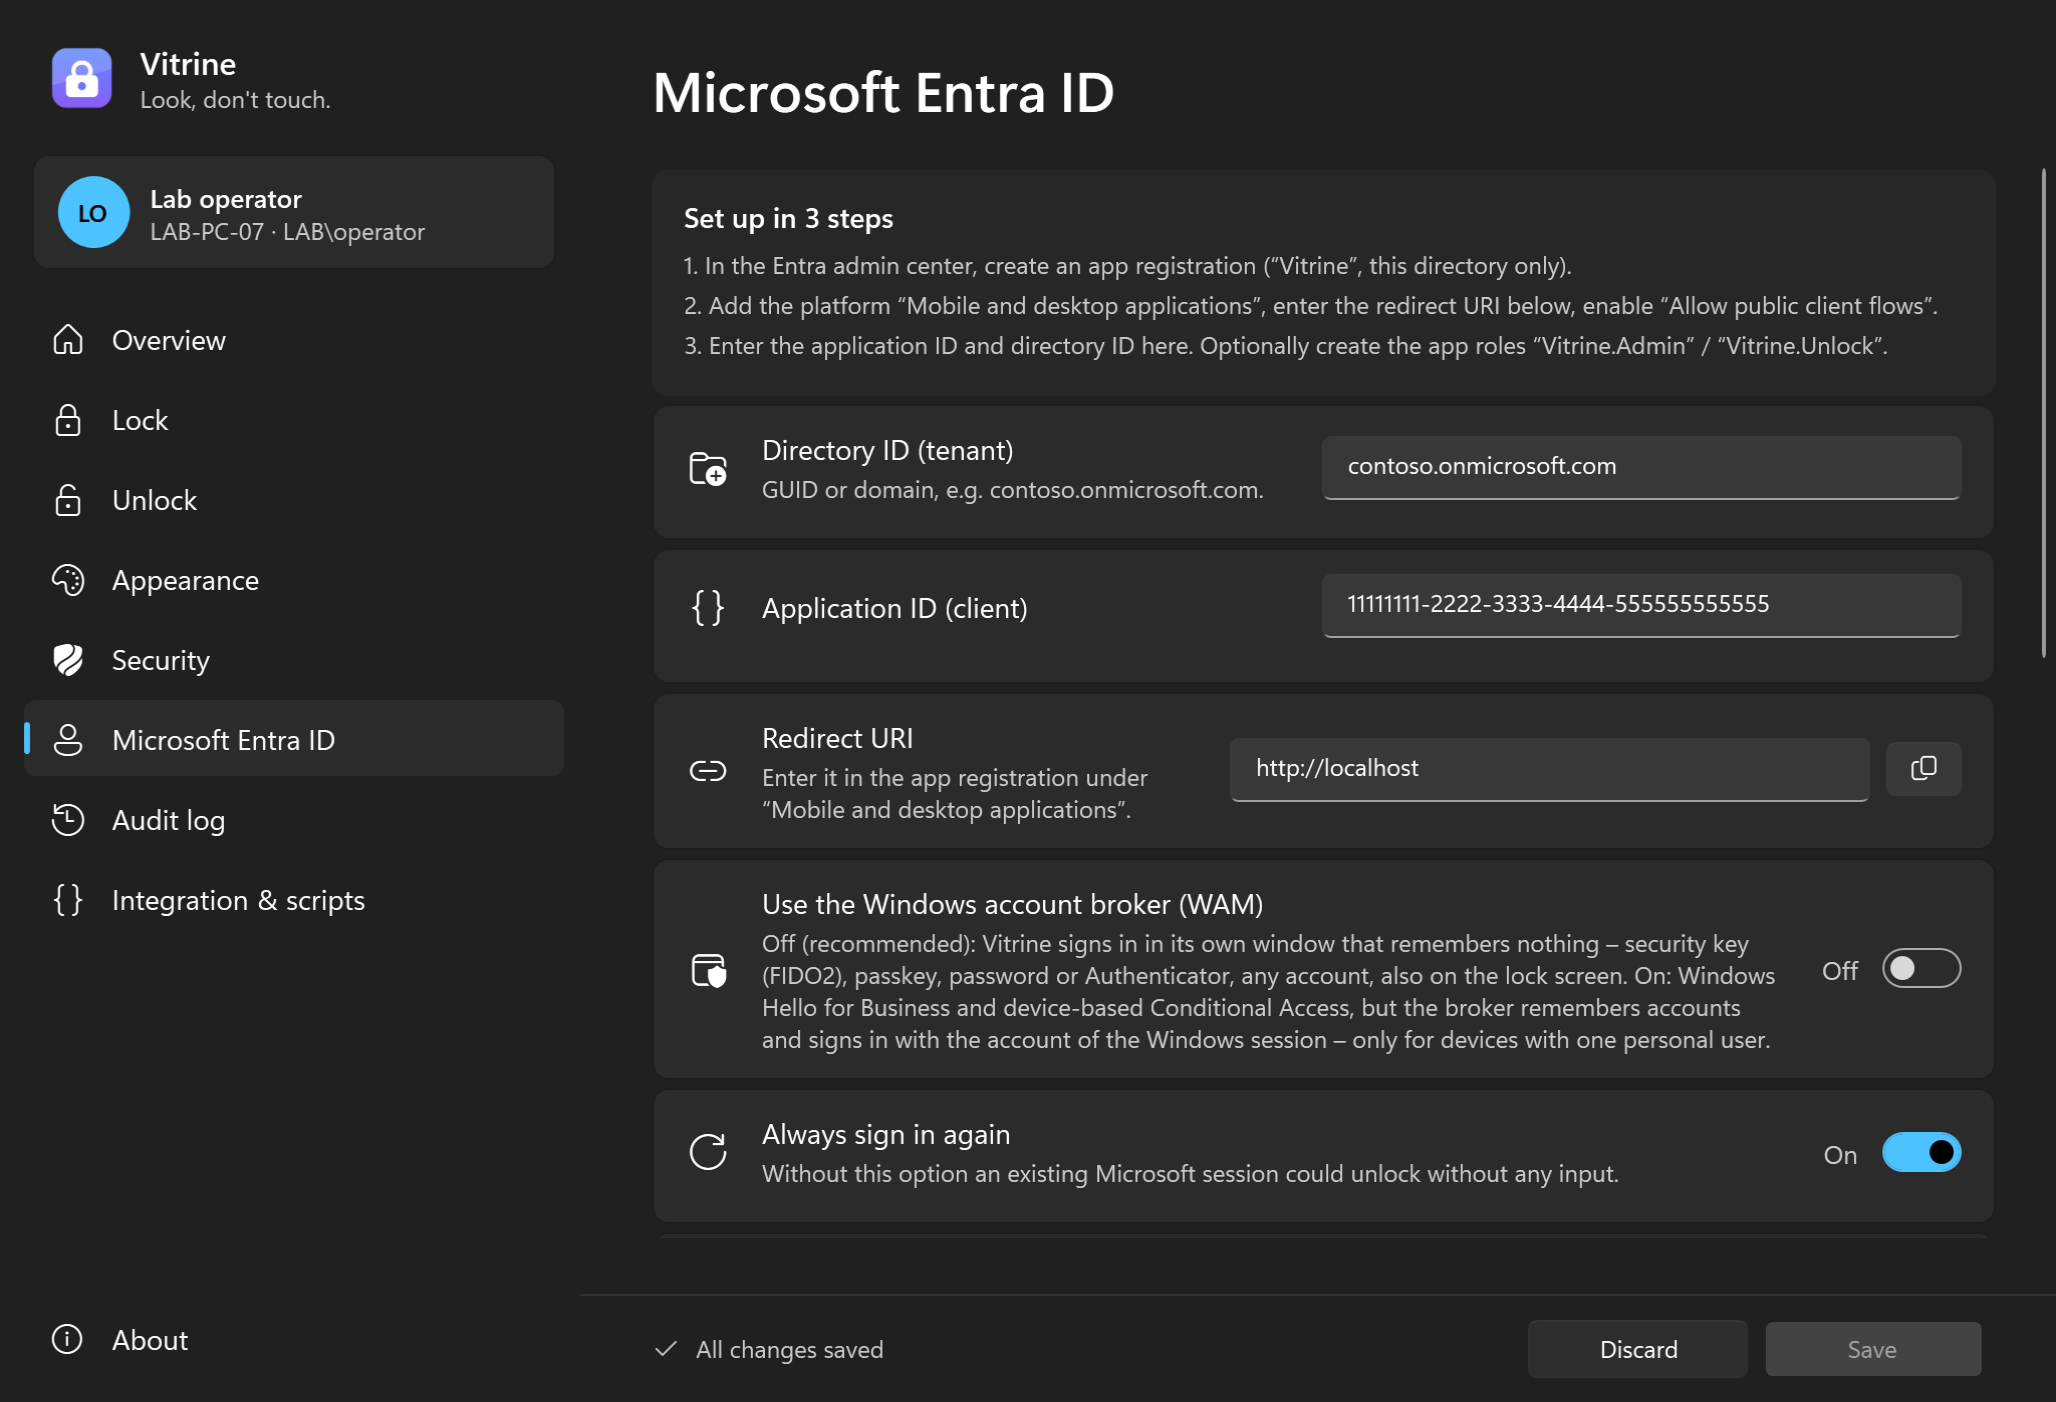 Vitrine
Look, don't touch.
LO
Lab operator
LAB-PC-07 · LAB\operator
Overview
Lock
Unlock
Appearance
Security
Microsoft Entra ID
Audit log
Integration & scripts
About
Microsoft Entra ID
Set up in 3 steps
1. In the Entra admin center, create an app registration (“Vitrine”, this directory only).
2. Add the platform “Mobile and desktop applications”, enter the redirect URI below, enable “Allow public client flows”.
3. Enter the application ID and directory ID here. Optionally create the app roles “Vitrine.Admin” / “Vitrine.Unlock”.
Directory ID (tenant)
GUID or domain, e.g. contoso.onmicrosoft.com.
contoso.onmicrosoft.com
Application ID (client)
11111111-2222-3333-4444-555555555555
Redirect URI
Enter it in the app registration under
“Mobile and desktop applications”.
http://localhost
Use the Windows account broker (WAM)
Off (recommended): Vitrine signs in in its own window that remembers nothing – security key
(FIDO2), passkey, password or Authenticator, any account, also on the lock screen. On: Windows
Hello for Business and device-based Conditional Access, but the broker remembers accounts
and signs in with the account of the Windows session – only for devices with one personal user.
Off
Always sign in again
Without this option an existing Microsoft session could unlock without any input.
On
All changes saved
Discard
Save